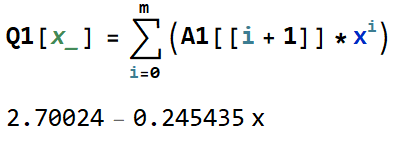 Q1[x_] = ∑_{i=0}^{m} (A1[[i + 1]] * x^i)
2.70024 – 0.245435 x